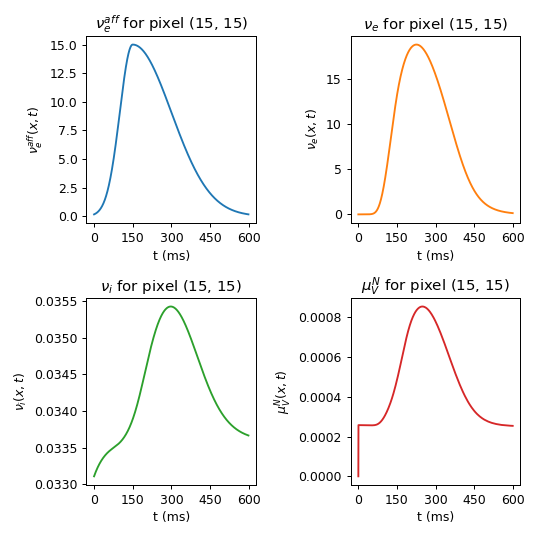 ν_e^{aff} for pixel (15, 15)
ν_e^{aff}(x, t)
15.0
12.5
10.0
7.5
5.0
2.5
0.0
0 150 300 450 600
t (ms)
ν_e for pixel (15, 15)
ν_e(x, t)
15
10
5
0
0 150 300 450 600
t (ms)
ν_i for pixel (15, 15)
ν_i(x, t)
0.0355
0.0350
0.0345
0.0340
0.0335
0.0330
0 150 300 450 600
t (ms)
μ_V^N for pixel (15, 15)
μ_V^N(x, t)
0.0008
0.0006
0.0004
0.0002
0.0000
0 150 300 450 600
t (ms)